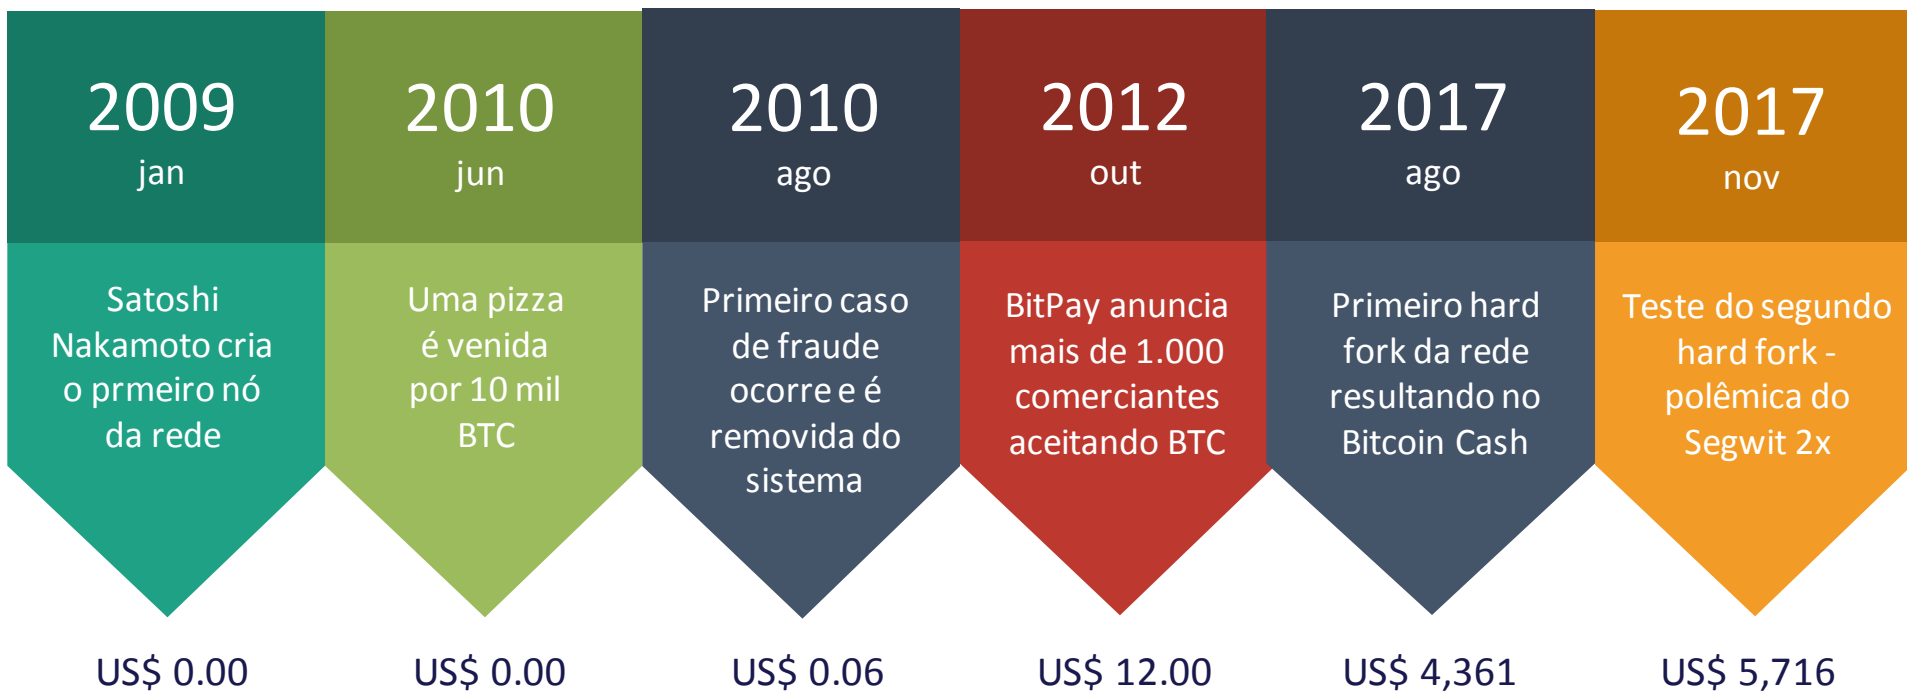 2009
jan
Satoshi
Nakamoto cria
o prmeiro nó
da rede
US$ 0.00
2010
jun
Uma pizza
é venida
por 10 mil
BTC
US$ 0.00
2010
ago
Primeiro caso
de fraude
ocorre e é
removida do
sistema
US$ 0.06
2012
out
BitPay anuncia
mais de 1.000
comerciantes
aceitando BTC
US$ 12.00
2017
ago
Primeiro hard
fork da rede
resultando no
Bitcoin Cash
US$ 4,361
2017
nov
Teste do segundo
hard fork -
polêmica do
Segwit 2x
US$ 5,716